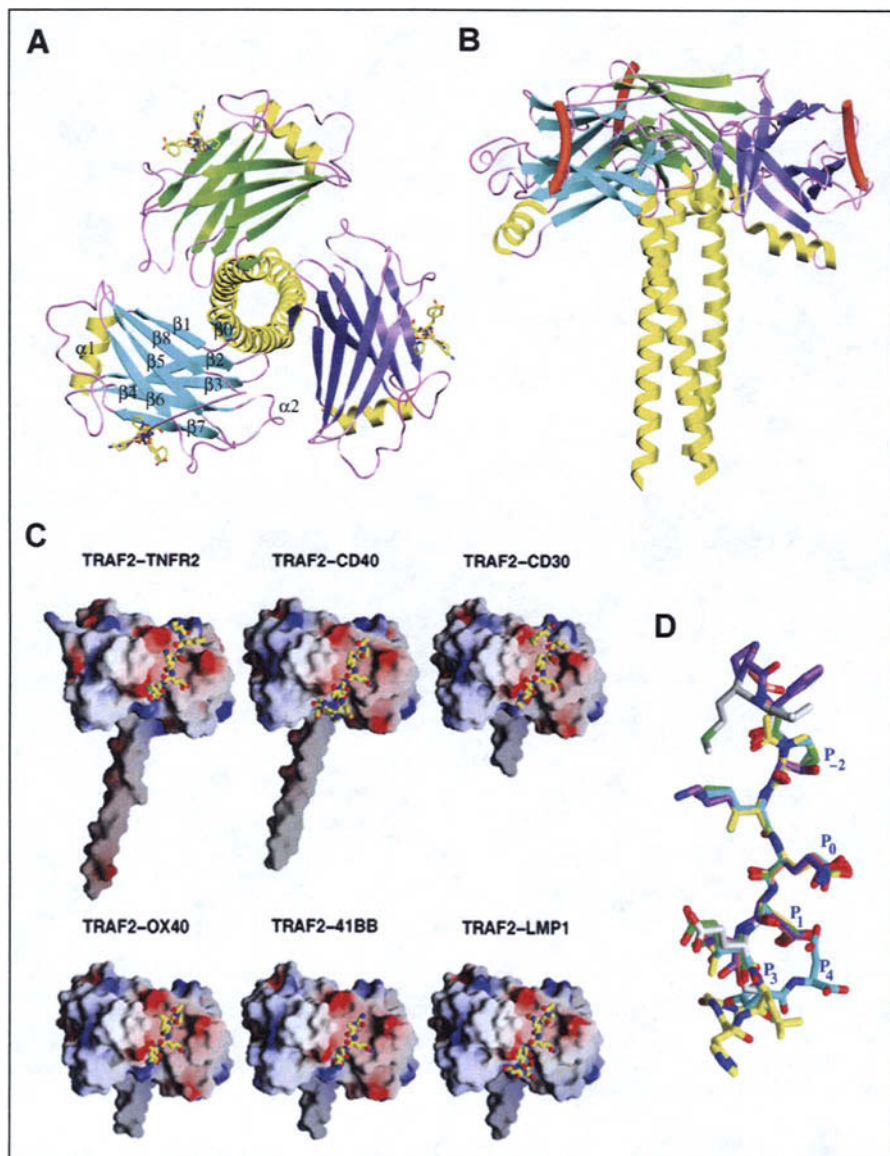 A
B
β1
β0
β8
α1
β2
β5
β3
β4
β6
α2
β7
C
TRAF2–TNFR2
TRAF2–CD40
TRAF2–CD30
D
P-2
P0
P1
P4
P3
TRAF2–OX40
TRAF2–41BB
TRAF2–LMP1